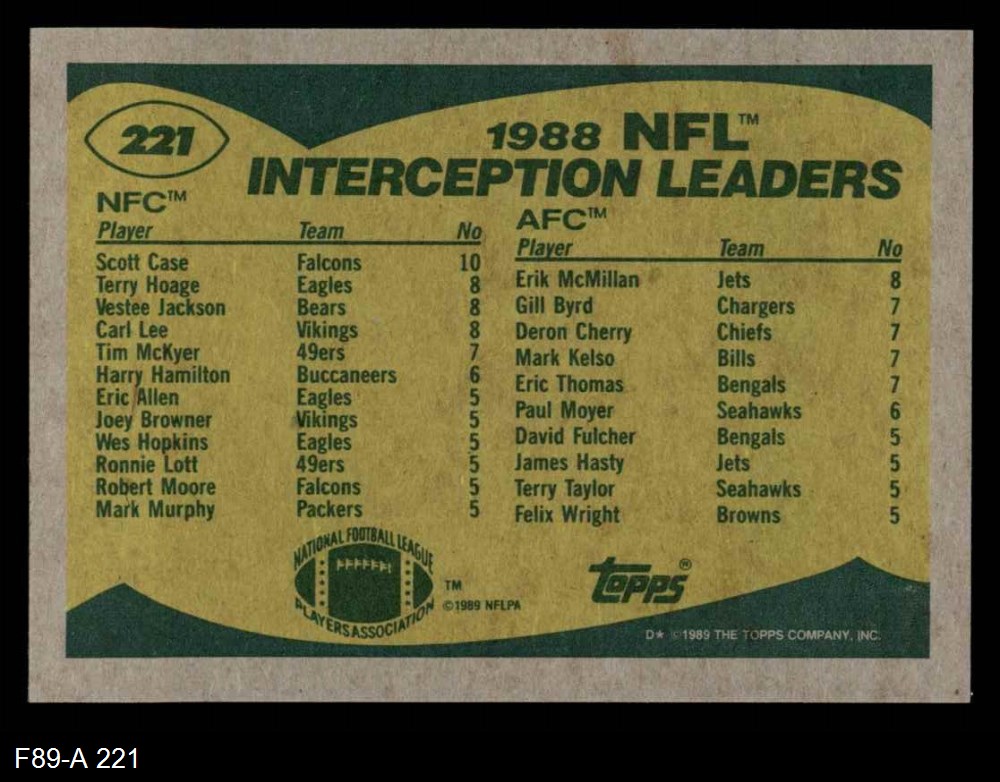 221
1988 NFL™
INTERCEPTION LEADERS
NFC™
Player Team No
Scott Case Falcons 10
Terry Hoage Eagles 8
Vestee Jackson Bears 8
Carl Lee Vikings 8
Tim McKyer 49ers 7
Harry Hamilton Buccaneers 6
Eric Allen Eagles 5
Joey Browner Vikings 5
Wes Hopkins Eagles 5
Ronnie Lott 49ers 5
Robert Moore Falcons 5
Mark Murphy Packers 5
AFC™
Player Team No
Erik McMillan Jets 8
Gill Byrd Chargers 7
Deron Cherry Chiefs 7
Mark Kelso Bills 7
Eric Thomas Bengals 7
Paul Moyer Seahawks 6
David Fulcher Bengals 5
James Hasty Jets 5
Terry Taylor Seahawks 5
Felix Wright Browns 5
NATIONAL FOOTBALL LEAGUE
PLAYERS ASSOCIATION
TM
©1989 NFLPA
topps®
D★ ©1989 THE TOPPS COMPANY, INC.
F89-A 221